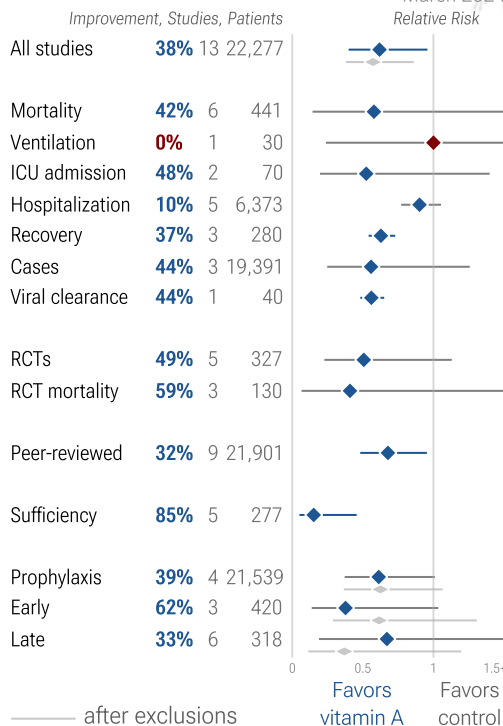 Improvement, Studies, Patients Relative Risk
All studies 38% 13 22,277
Mortality 42% 6 441
Ventilation 0% 1 30
ICU admission 48% 2 70
Hospitalization 10% 5 6,373
Recovery 37% 3 280
Cases 44% 3 19,391
Viral clearance 44% 1 40
RCTs 49% 5 327
RCT mortality 59% 3 130
Peer-reviewed 32% 9 21,901
Sufficiency 85% 5 277
Prophylaxis 39% 4 21,539
Early 62% 3 420
Late 33% 6 318
0 0.5 1 1.5+
Favors Favors
after exclusions vitamin A control